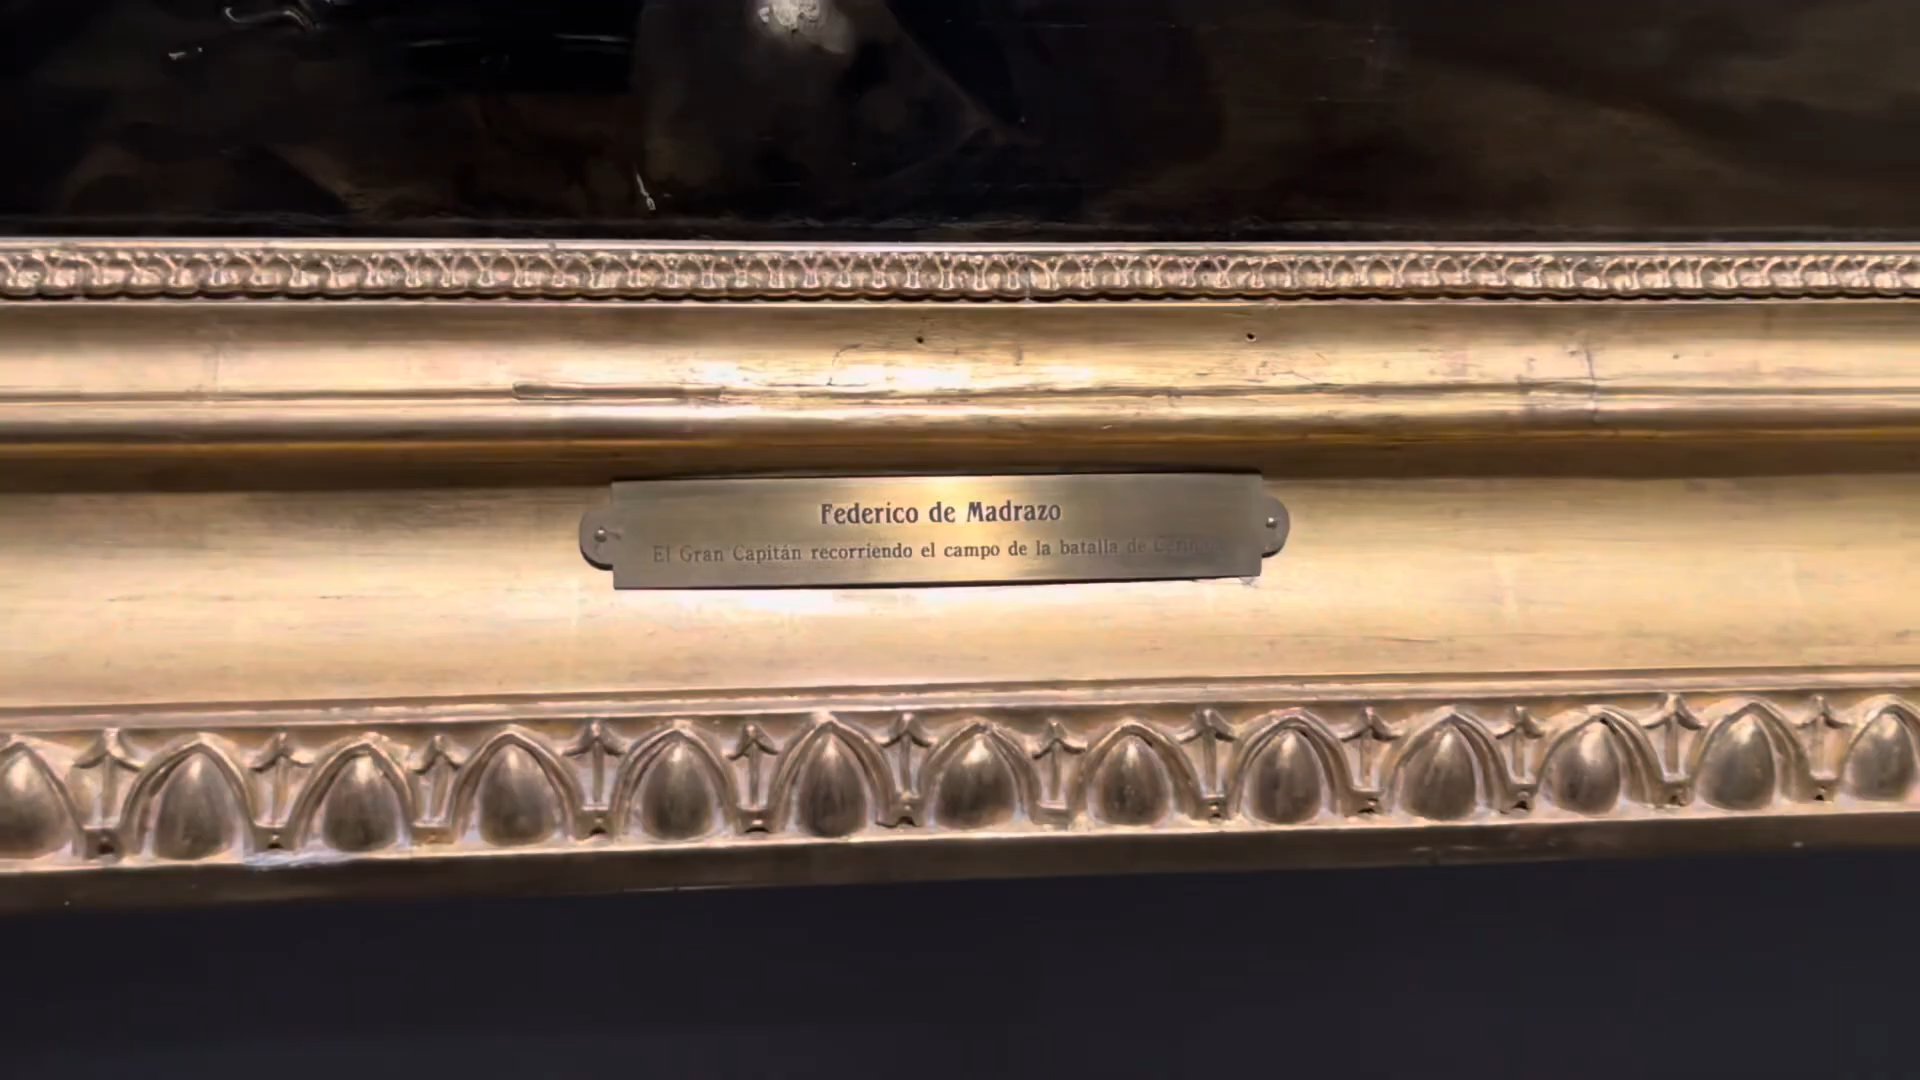 Federico de Madrazo
El Gran Capitán recorriendo el campo de la batalla de